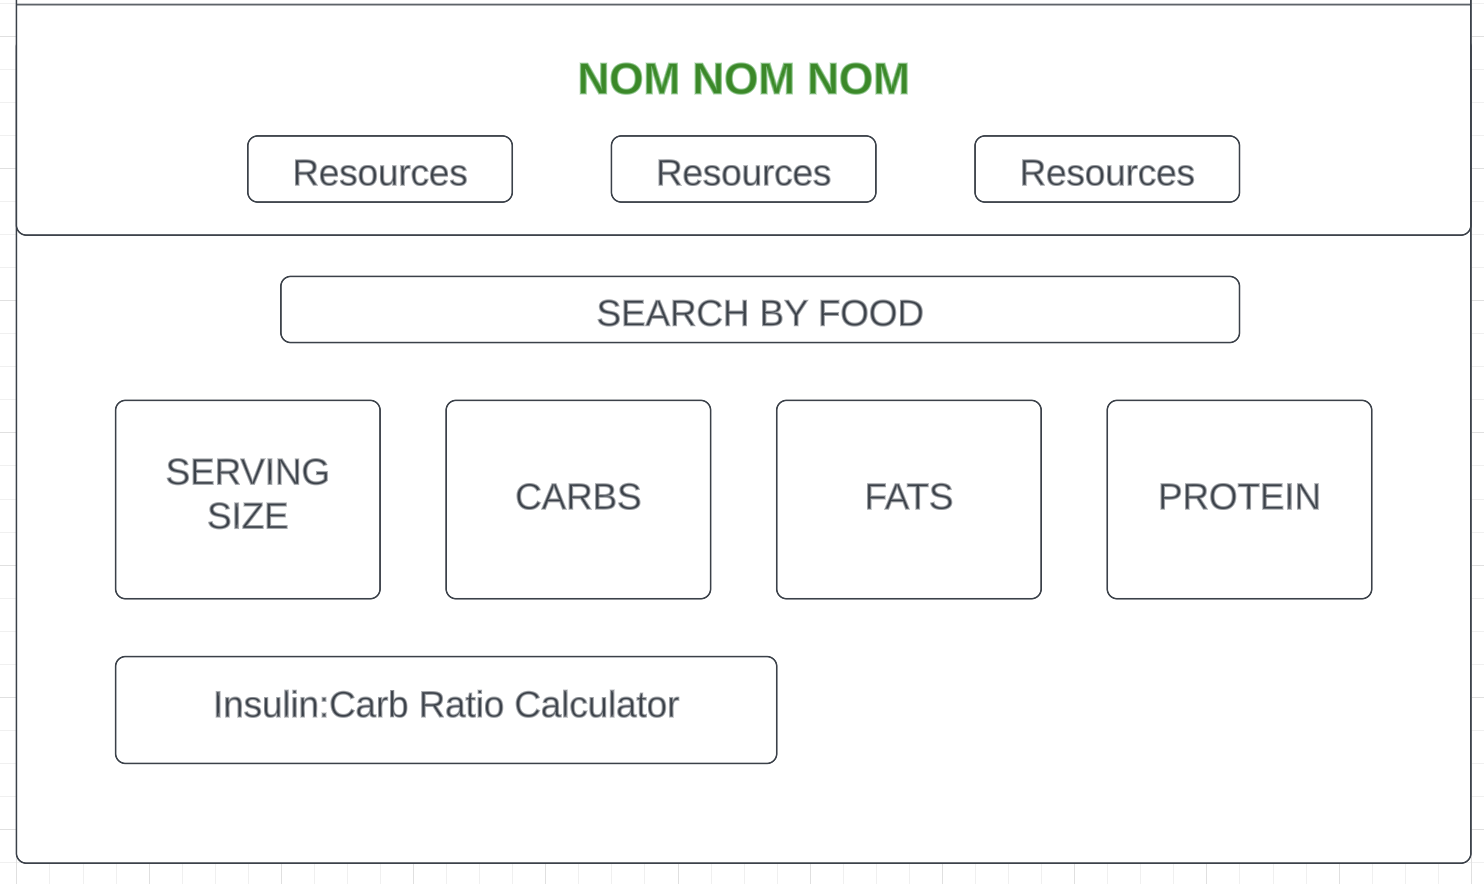 NOM NOM NOM
Resources Resources Resources
SEARCH BY FOOD
SERVING
SIZE
CARBS
FATS
PROTEIN
Insulin:Carb Ratio Calculator